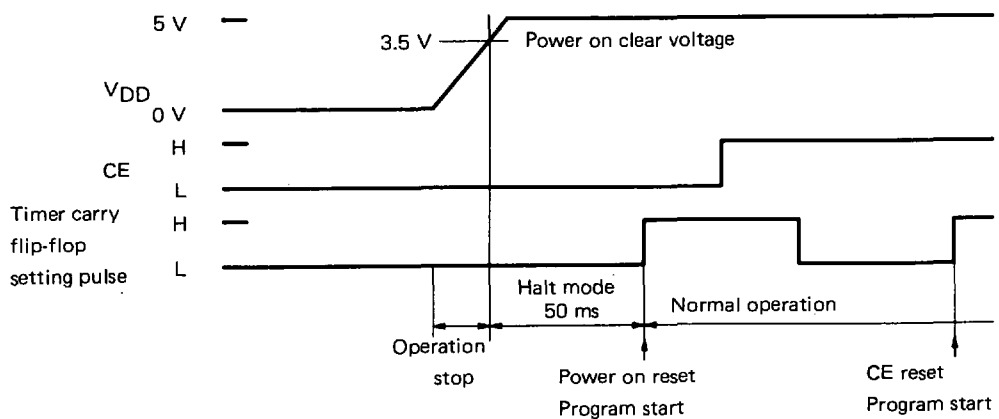 5 V
3.5 V
Power on clear voltage
VDD
0 V
H
CE
L
Timer carry
flip-flop
setting pulse
H
L
Halt mode
50 ms
Normal operation
Operation
stop
Power on reset
Program start
CE reset
Program start